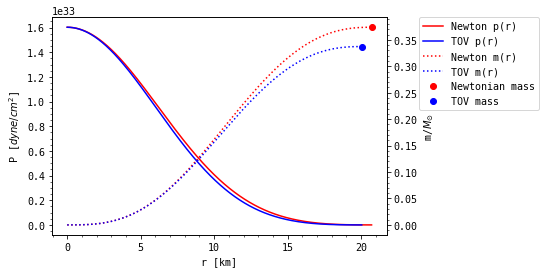 1e33
1.6
1.4
1.2
1.0
0.8
0.6
0.4
0.2
0.0
P [dyne/cm²]
0 5 10 15 20
r [km]
0.35
0.30
0.25
0.20
0.15
0.10
0.05
0.00
m/M⊙
Newton p(r)
TOV p(r)
Newton m(r)
TOV m(r)
Newtonian mass
TOV mass